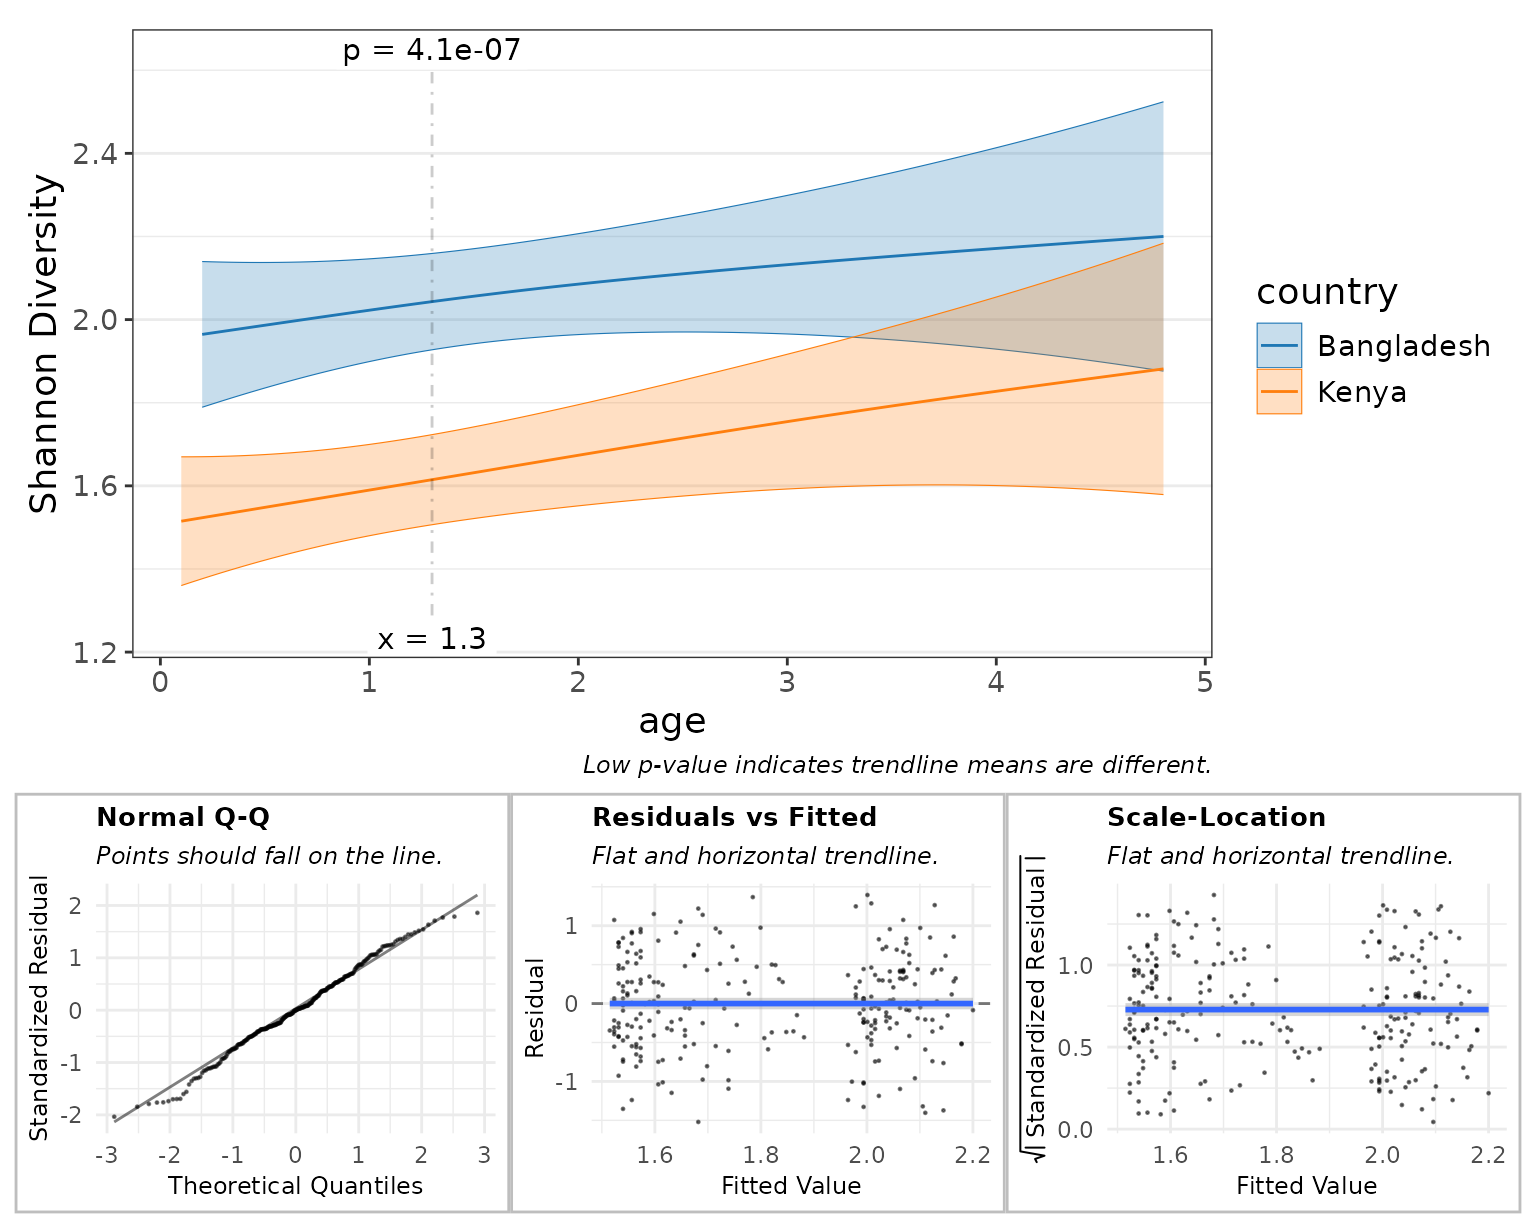 p = 4.1e-07
2.4
2.0
1.6
1.2
Shannon Diversity
x = 1.3
0 1 2 3 4 5
age
country
Bangladesh
Kenya
Low p-value indicates trendline means are different.
Normal Q-Q
Points should fall on the line.
Standardized Residual
2
1
0
-1
-2
-3 -2 -1 0 1 2 3
Theoretical Quantiles
Residuals vs Fitted
Flat and horizontal trendline.
Residual
1
0
-1
1.6 1.8 2.0 2.2
Fitted Value
Scale-Location
Flat and horizontal trendline.
√| Standardized Residual |
1.0
0.5
0.0
1.6 1.8 2.0 2.2
Fitted Value